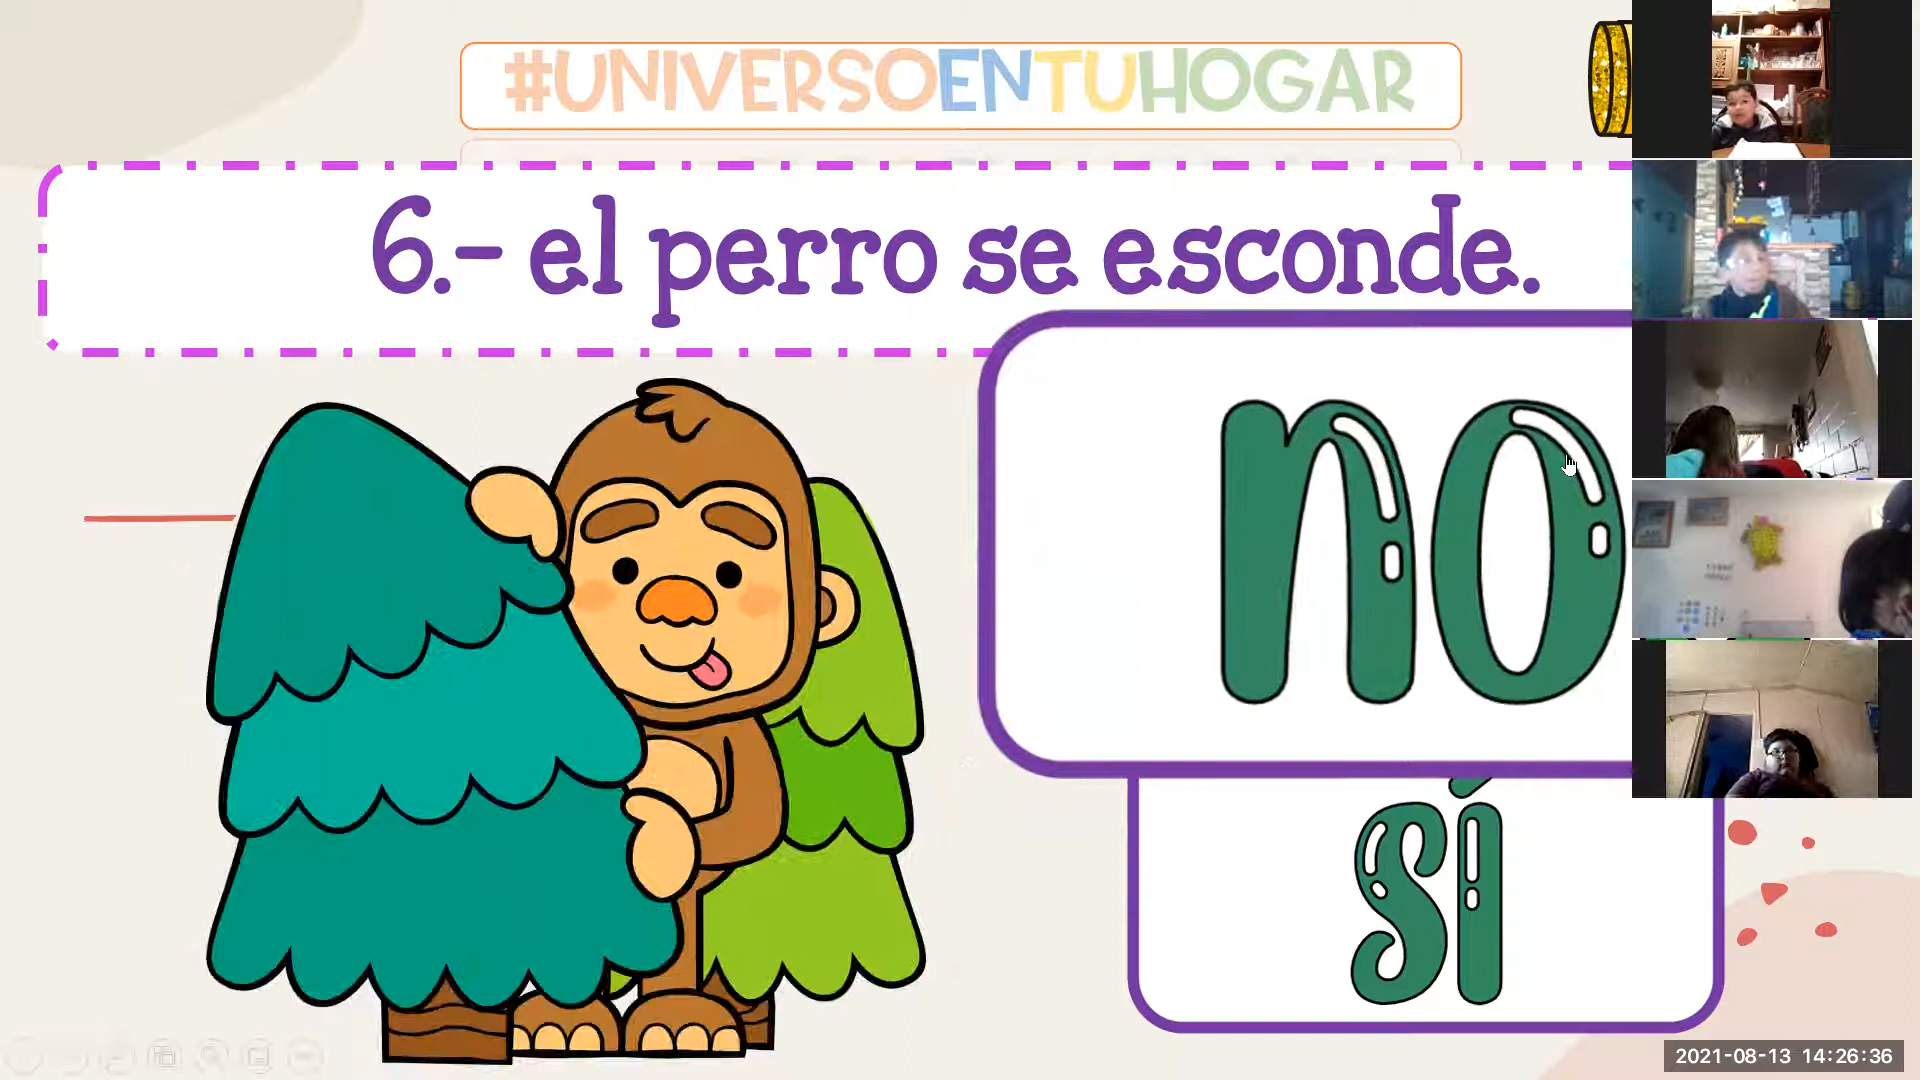 #UNIVERSOENTUHOGAR
6.- el perro se esconde.
no
sí
2021-08-13 14:26:36